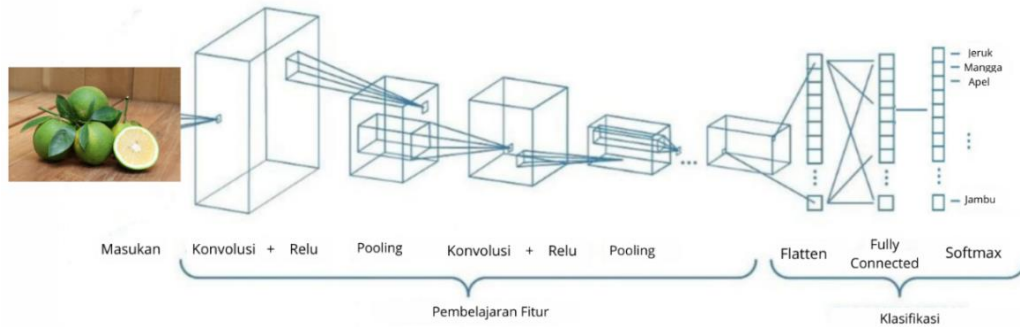 Jeruk
Mangga
Apel
Jambu
Masukan
Konvolusi + Relu
Pooling
Konvolusi + Relu
Pooling
Flatten
Fully
Connected
Softmax
Pembelajaran Fitur
Klasifikasi